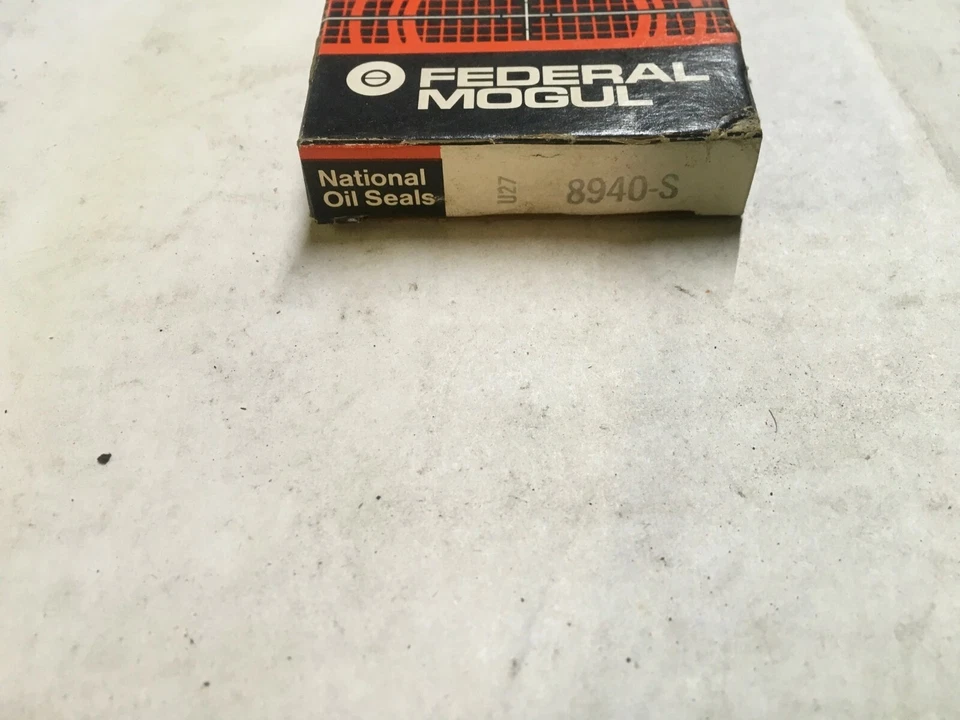 FEDERAL
MOGUL
National
Oil Seals
U27
8940-S